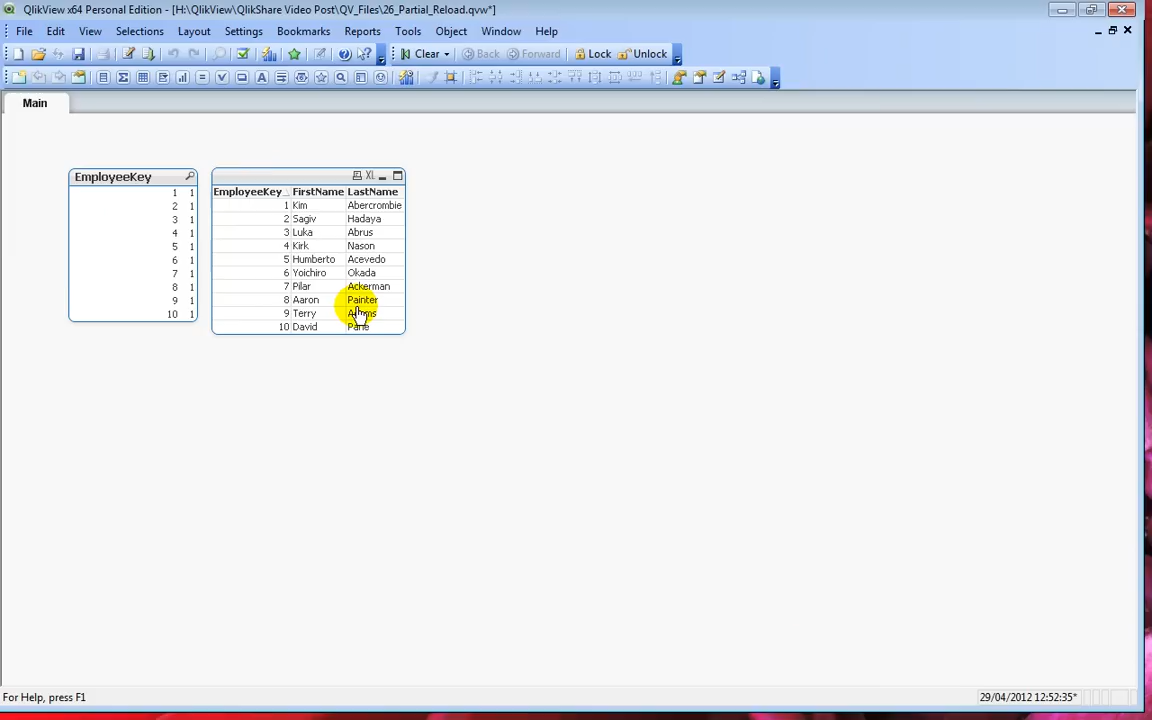 QlikView x64 Personal Edition - [H:\QlikView\QlikShare Video Post\QV_Files\26_Partial_Reload.qvw*]
File Edit View Selections Layout Settings Bookmarks Reports Tools Object Window Help
Clear Back Forward Lock Unlock
Main
EmployeeKey
1 1
2 1
3 1
4 1
5 1
6 1
7 1
8 1
9 1
10 1
XL
EmployeeKey FirstName LastName
1 Kim Abercrombie
2 Sagiv Hadaya
3 Luka Abrus
4 Kirk Nason
5 Humberto Acevedo
6 Yoichiro Okada
7 Pilar Ackerman
8 Aaron Painter
9 Terry
10 David
For Help, press F1
29/04/2012 12:52:35*